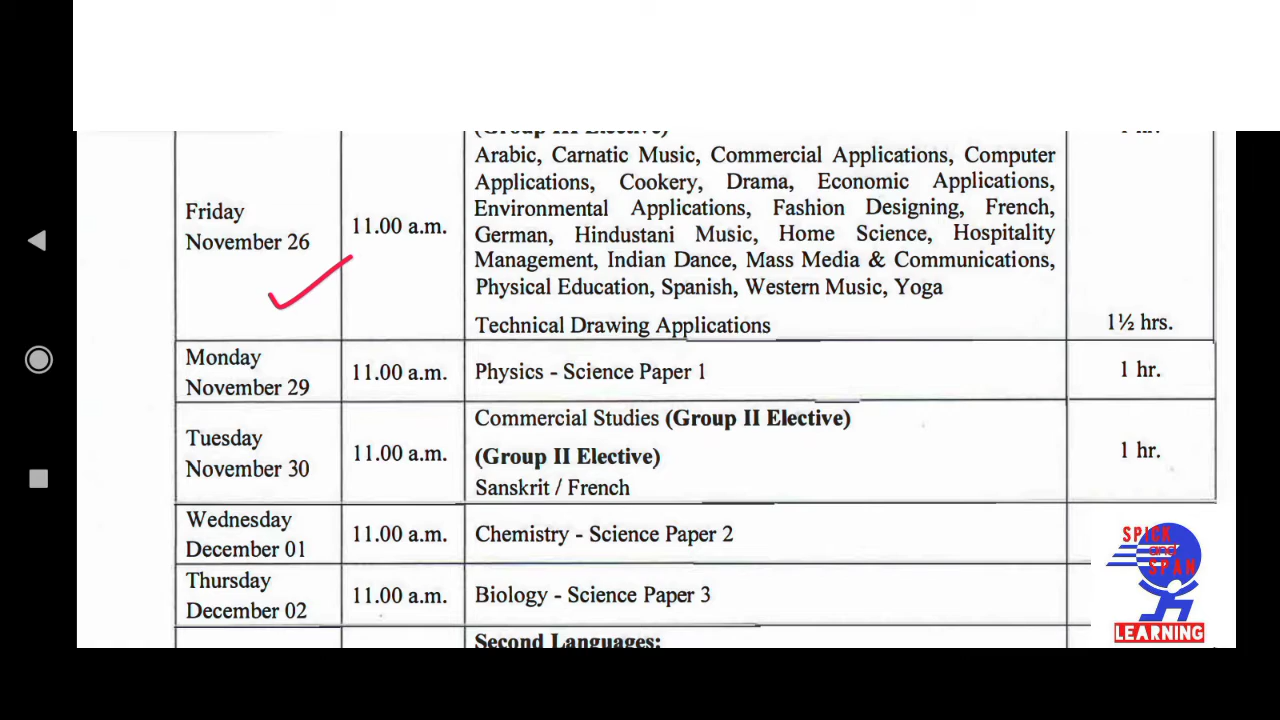 (Group III Elective)
1 hr.
Arabic, Carnatic Music, Commercial Applications, Computer
Applications, Cookery, Drama, Economic Applications,
Environmental Applications, Fashion Designing, French,
German, Hindustani Music, Home Science, Hospitality
Management, Indian Dance, Mass Media & Communications,
Physical Education, Spanish, Western Music, Yoga
Friday
November 26
11.00 a.m.
Technical Drawing Applications
1½ hrs.
Monday
November 29
11.00 a.m.
Physics - Science Paper 1
1 hr.
Tuesday
November 30
11.00 a.m.
Commercial Studies (Group II Elective)
(Group II Elective)
Sanskrit / French
1 hr.
Wednesday
December 01
11.00 a.m.
Chemistry - Science Paper 2
Thursday
December 02
11.00 a.m.
Biology - Science Paper 3
Second Languages:
SPICK
and
SPAN
LEARNING